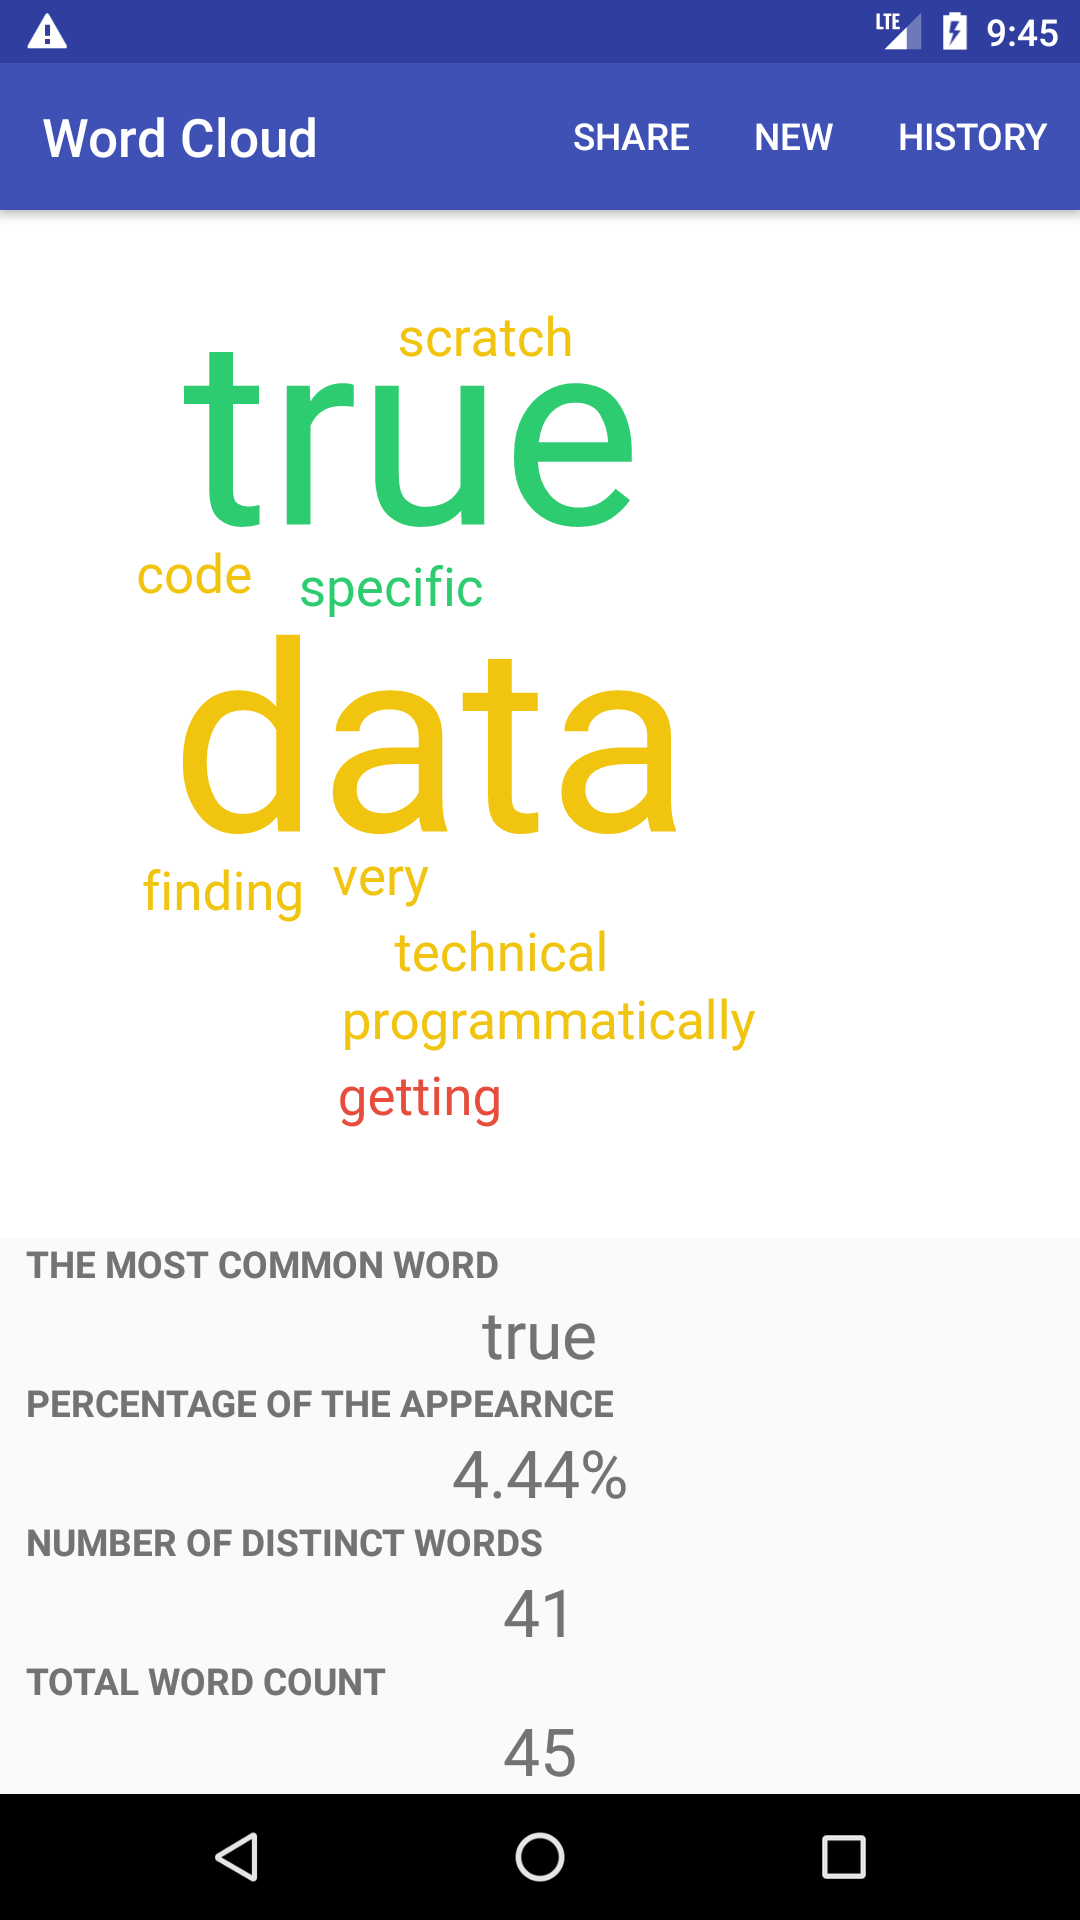 LTE 9:45
Word Cloud SHARE NEW HISTORY
scratch
true
code specific
data
finding very
technical
programmatically
getting
THE MOST COMMON WORD
true
PERCENTAGE OF THE APPEARNCE
4.44%
NUMBER OF DISTINCT WORDS
41
TOTAL WORD COUNT
45